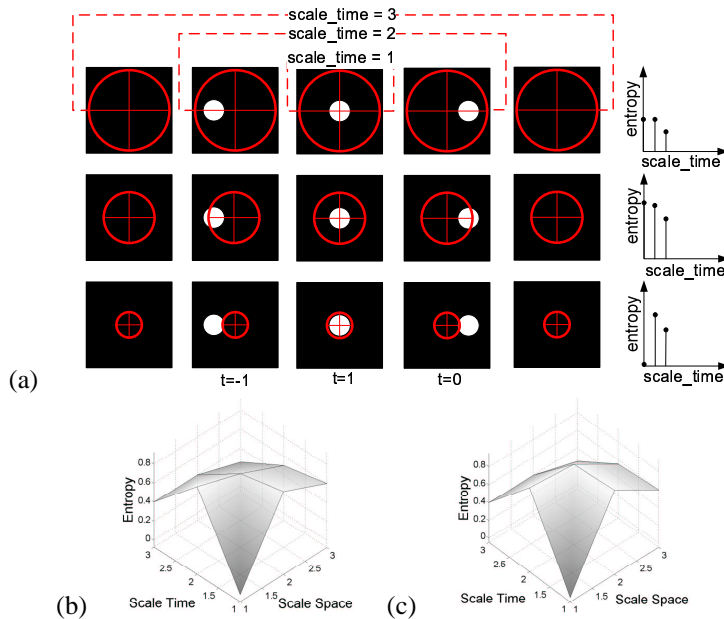 scale_time = 3
scale_time = 2
scale_time = 1
entropy
scale_time
entropy
scale_time
entropy
scale_time
(a)
t=-1
t=1
t=0
0.8
0.6
0.4
0.2
0
Entropy
3
2.5
2
1.5
1
1
1.5
2
2.5
3
Scale Time
Scale Space
(b)
0.8
0.6
0.4
0.2
0
Entropy
3
2.5
2
1.5
1
1
1.5
2
2.5
3
Scale Time
Scale Space
(c)